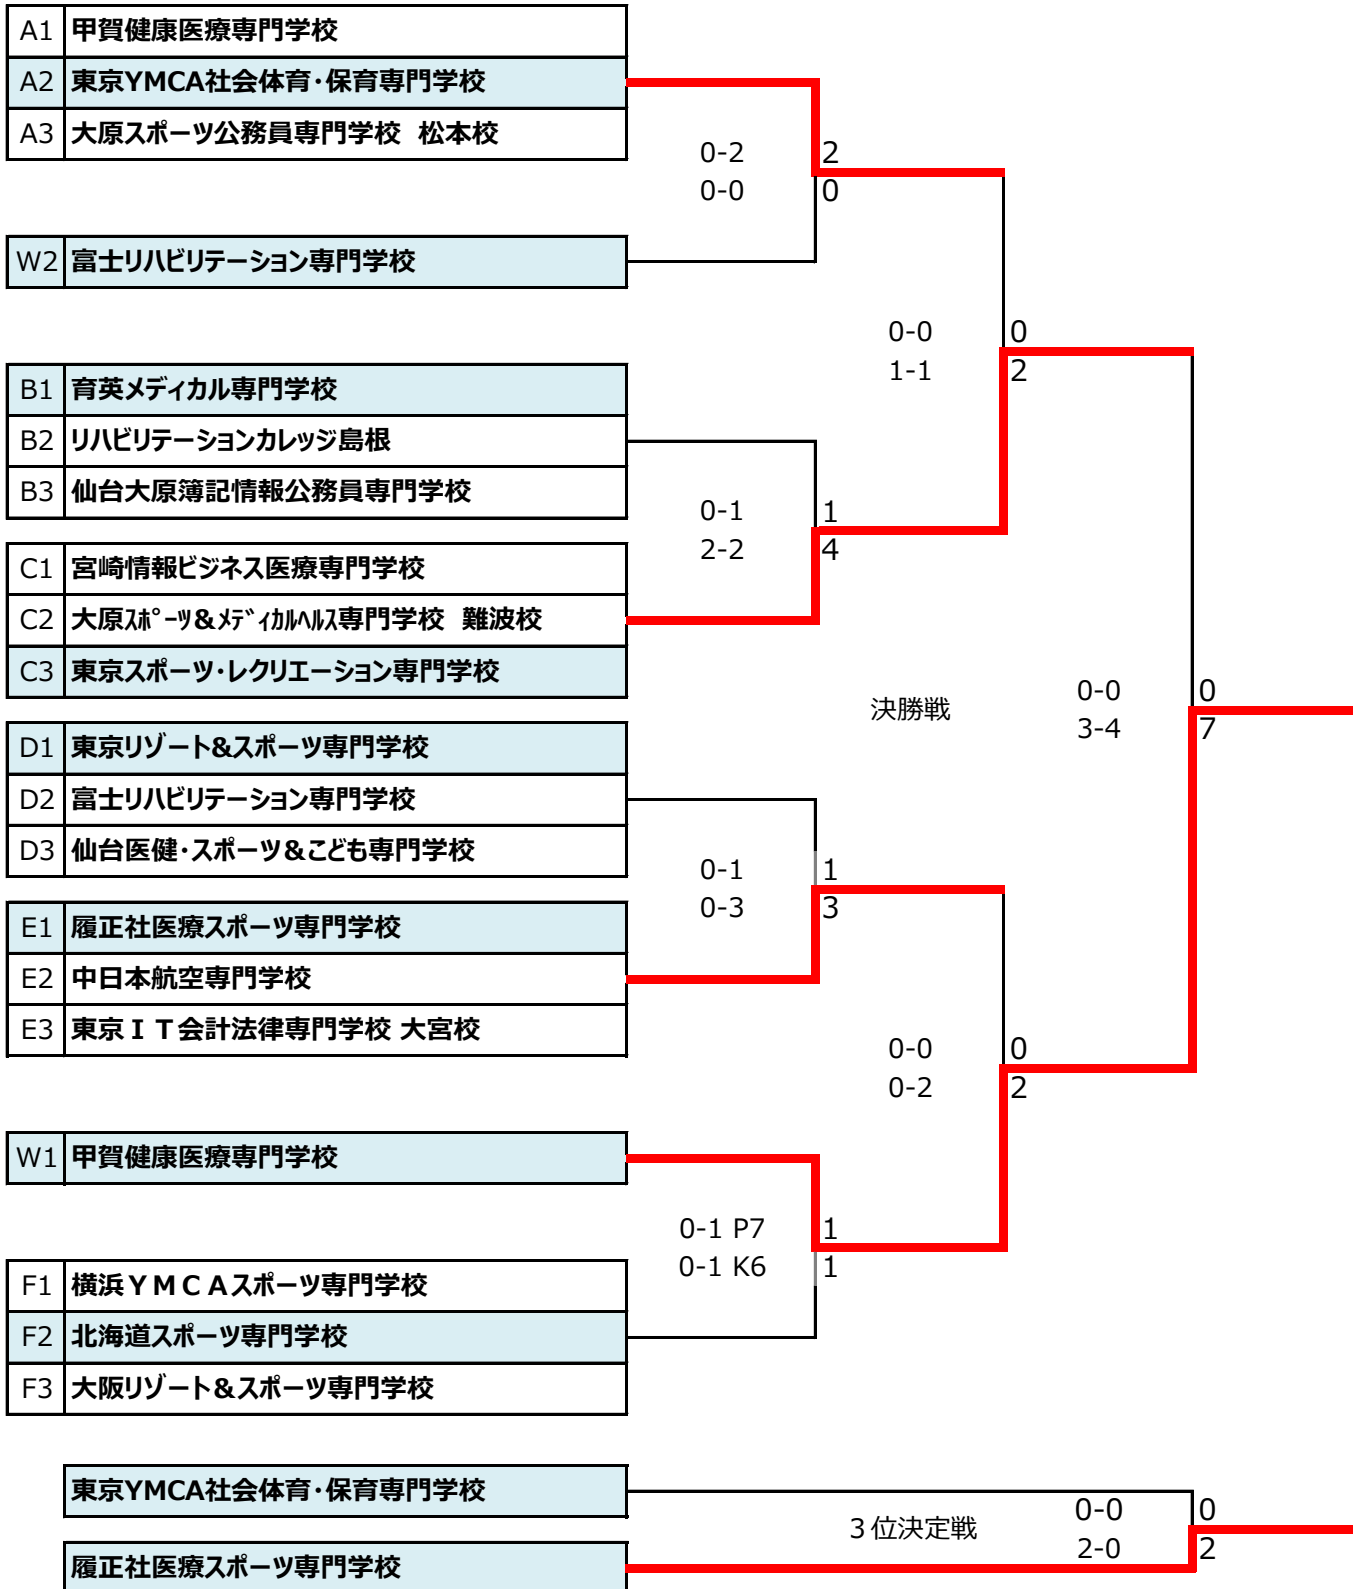 A1 甲賀健康医療専門学校
A2 東京YMCA社会体育・保育専門学校
A3 大原スポーツ公務員専門学校 松本校
0-2 2
0-0 0
W2 富士リハビリテーション専門学校
0-0 0
1-1 2
B1 育英メディカル専門学校
B2 リハビリテーションカレッジ島根
B3 仙台大原簿記情報公務員専門学校
0-1 1
2-2 4
C1 宮崎情報ビジネス医療専門学校
C2 大原ｽﾎﾟｰﾂ&ﾒﾃﾞｨｶﾙﾍﾙｽ専門学校 難波校
C3 東京スポーツ・レクリエーション専門学校
決勝戦
0-0 0
3-4 7
D1 東京リゾート&スポーツ専門学校
D2 富士リハビリテーション専門学校
D3 仙台医健・スポーツ&こども専門学校
0-1 1
0-3 3
E1 履正社医療スポーツ専門学校
E2 中日本航空専門学校
E3 東京ＩＴ会計法律専門学校 大宮校
0-0 0
0-2 2
W1 甲賀健康医療専門学校
0-1 P7 1
0-1 K6 1
F1 横浜ＹＭＣＡスポーツ専門学校
F2 北海道スポーツ専門学校
F3 大阪リゾート&スポーツ専門学校
東京YMCA社会体育・保育専門学校
3位決定戦
0-0 0
2-0 2
履正社医療スポーツ専門学校